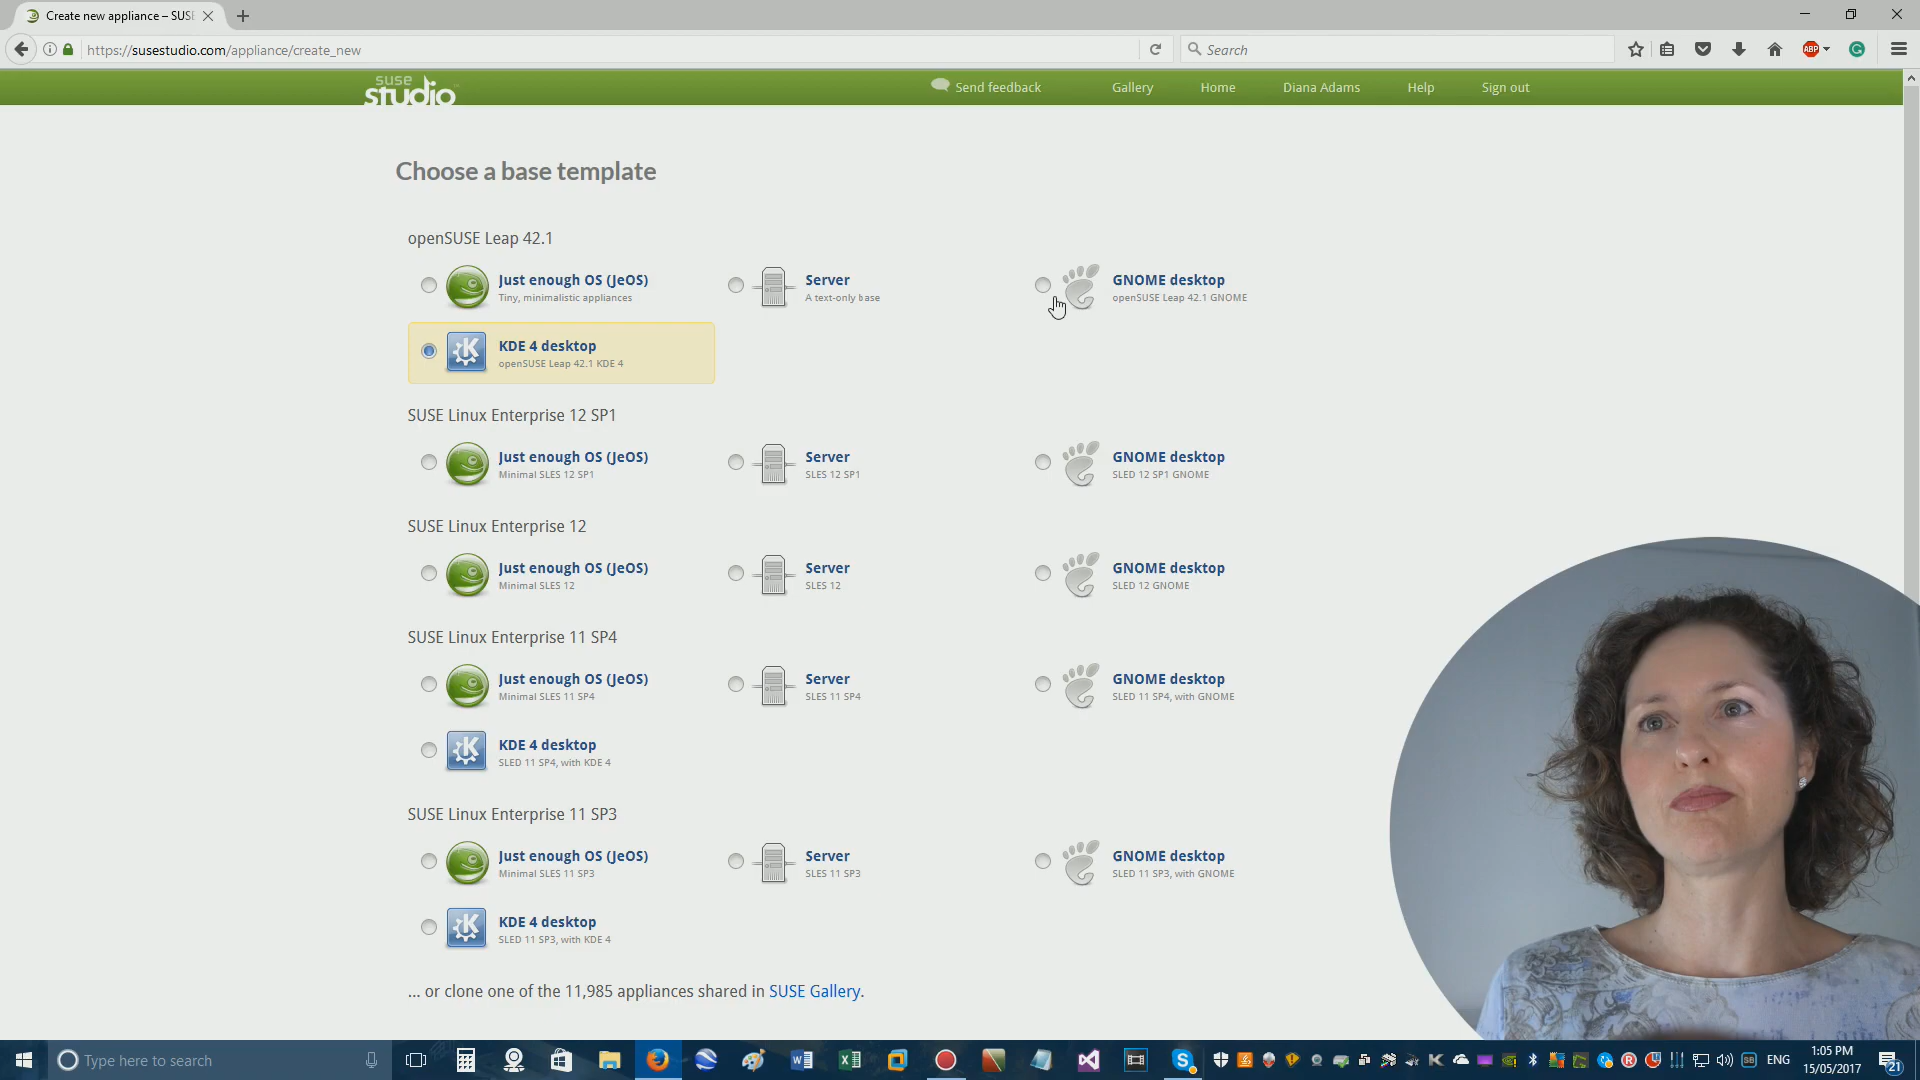 Create new appliance – SUS
https://susestudio.com/appliance/create_new
Search
ABP
suse
studio
Send feedback
Gallery
Home
Diana Adams
Help
Sign out
Choose a base template
openSUSE Leap 42.1
Just enough OS (JeOS)
Tiny, minimalistic appliances
Server
A text-only base
GNOME desktop
openSUSE Leap 42.1 GNOME
KDE 4 desktop
openSUSE Leap 42.1 KDE 4
SUSE Linux Enterprise 12 SP1
Just enough OS (JeOS)
Minimal SLES 12 SP1
Server
SLES 12 SP1
GNOME desktop
SLED 12 SP1 GNOME
SUSE Linux Enterprise 12
Just enough OS (JeOS)
Minimal SLES 12
Server
SLES 12
GNOME desktop
SLED 12 GNOME
SUSE Linux Enterprise 11 SP4
Just enough OS (JeOS)
Minimal SLES 11 SP4
Server
SLES 11 SP4
GNOME desktop
SLED 11 SP4, with GNOME
KDE 4 desktop
SLED 11 SP4, with KDE 4
SUSE Linux Enterprise 11 SP3
Just enough OS (JeOS)
Minimal SLES 11 SP3
Server
SLES 11 SP3
GNOME desktop
SLED 11 SP3, with GNOME
KDE 4 desktop
SLED 11 SP3, with KDE 4
... or clone one of the 11,985 appliances shared in SUSE Gallery.
Type here to search
ENG
1:05 PM
15/05/2017
21